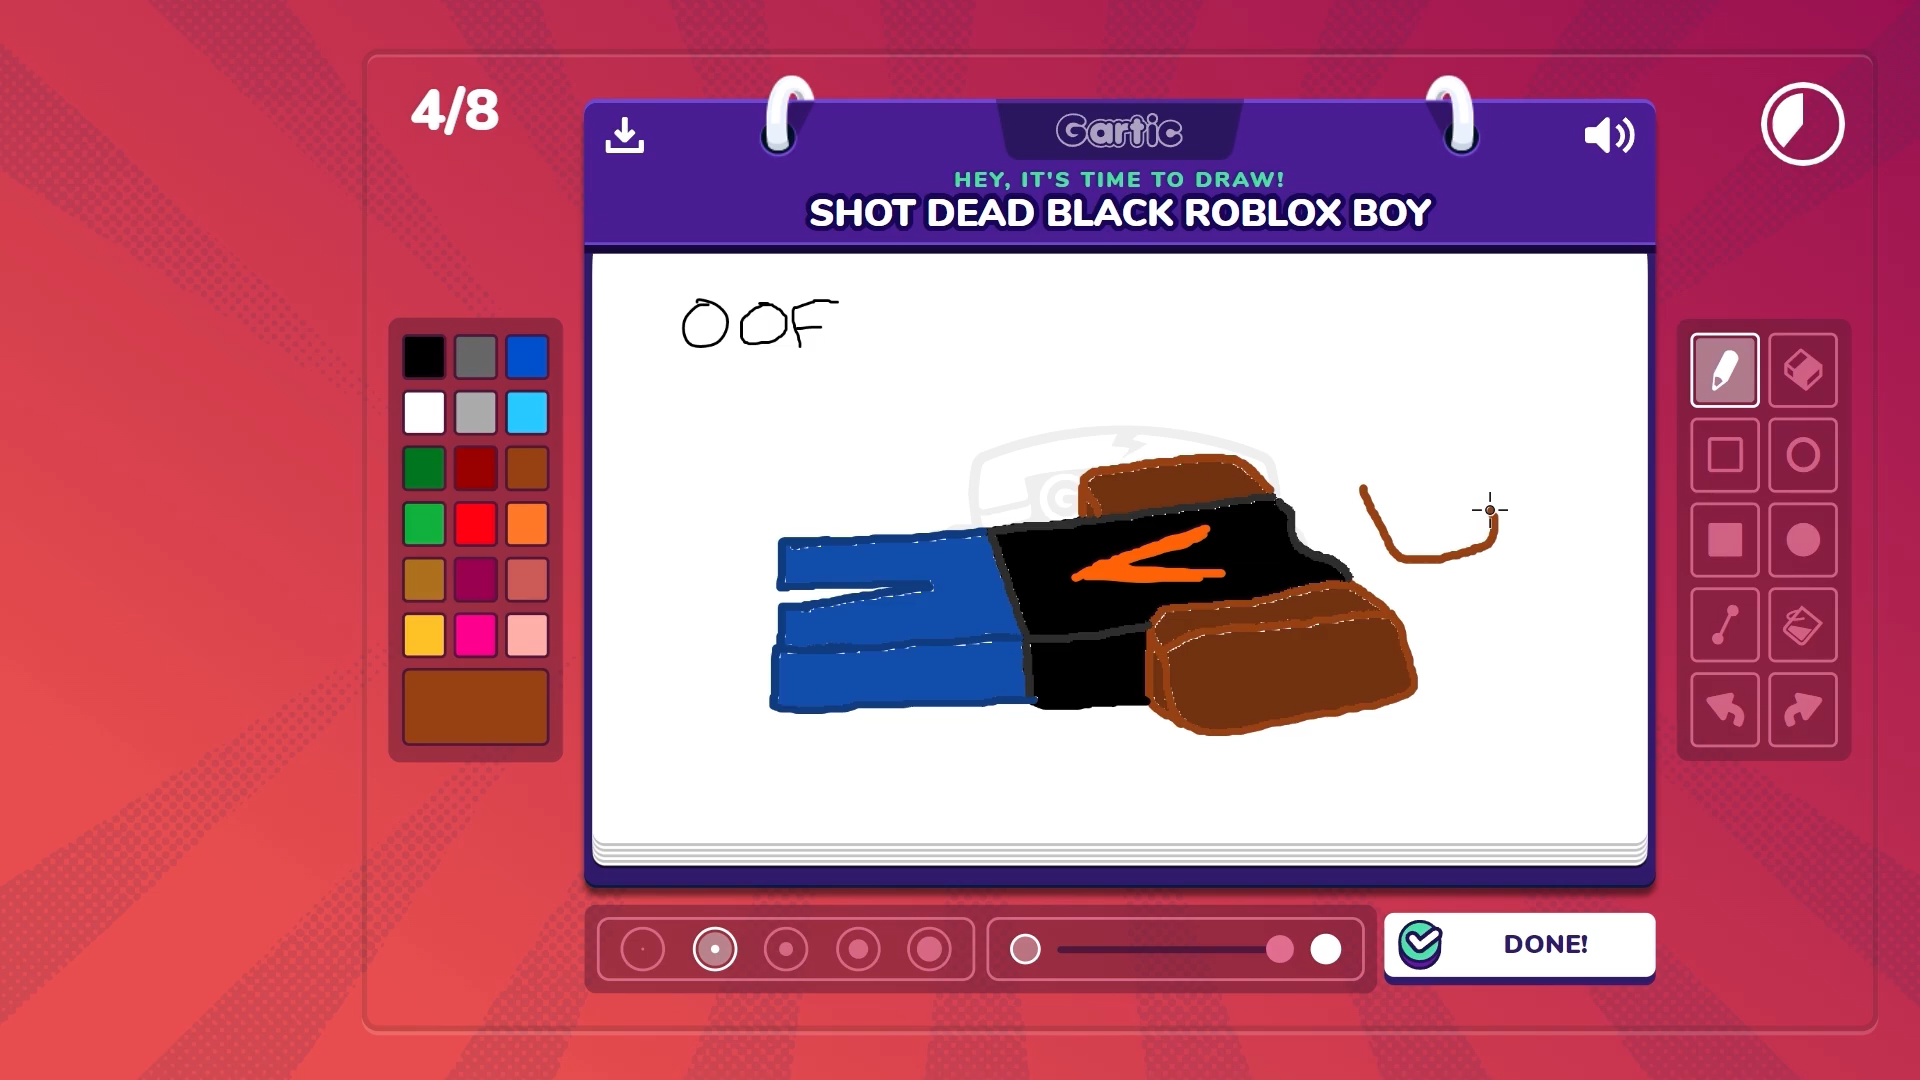 4/8
Gartic
HEY, IT'S TIME TO DRAW!
SHOT DEAD BLACK ROBLOX BOY
OOF
DONE!